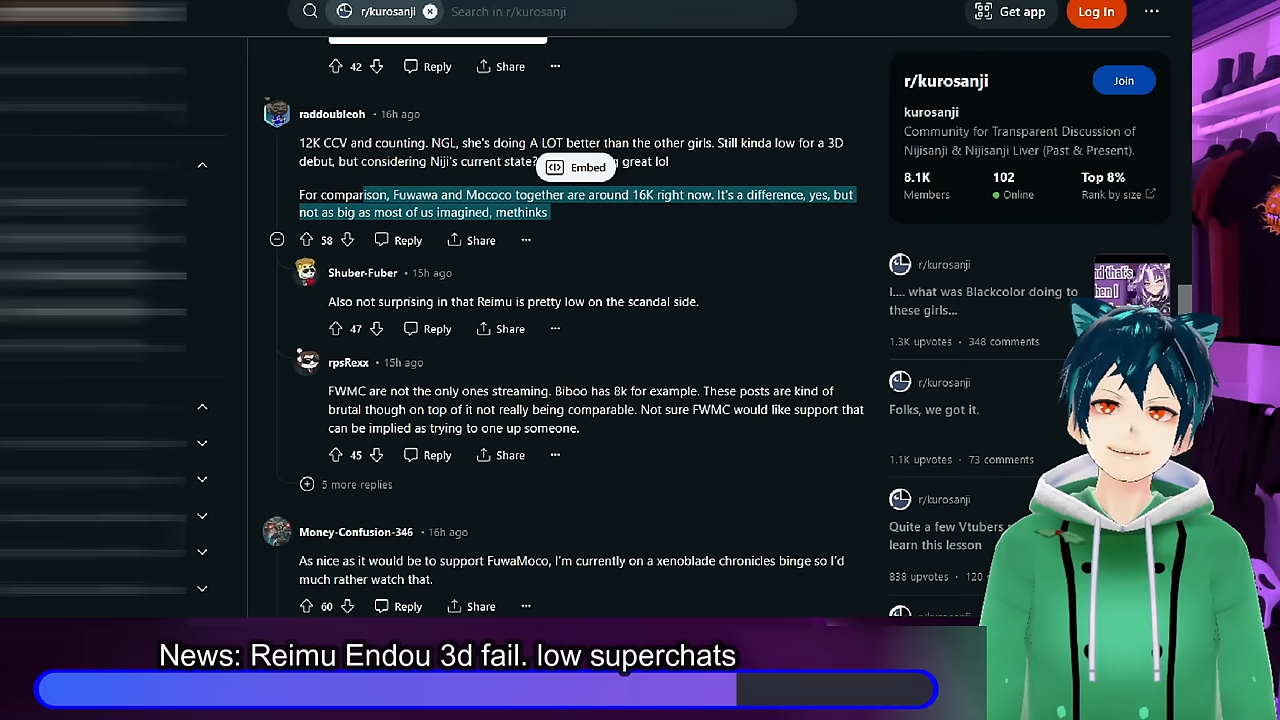 r/kurosanji
Search in r/kurosanji
Get app
Log In
42
Reply
Share
raddoubleoh • 16h ago
12K CCV and counting. NGL, she's doing A LOT better than the other girls. Still kinda low for a 3D
debut, but considering Niji's current state? great lol
Embed
For comparison, Fuwawa and Mococo together are around 16K right now. It's a difference, yes, but
not as big as most of us imagined, methinks
58
Reply
Share
Shuber-Fuber • 15h ago
Also not surprising in that Reimu is pretty low on the scandal side.
47
Reply
Share
rpsRexx • 15h ago
FWMC are not the only ones streaming. Biboo has 8k for example. These posts are kind of
brutal though on top of it not really being comparable. Not sure FWMC would like support that
can be implied as trying to one up someone.
45
Reply
Share
5 more replies
Money-Confusion-346 • 16h ago
As nice as it would be to support FuwaMoco, I'm currently on a xenoblade chronicles binge so I'd
much rather watch that.
60
Reply
Share
r/kurosanji
Join
kurosanji
Community for Transparent Discussion of
Nijisanji & Nijisanji Liver (Past & Present).
8.1K
102
Top 8%
Members
Online
Rank by size
r/kurosanji
I.... what was Blackcolor doing to
these girls...
1.3K upvotes • 348 comments
r/kurosanji
Folks, we got it.
1.1K upvotes • 73 comments
r/kurosanji
Quite a few Vtubers
learn this lesson
838 upvotes • 120
News: Reimu Endou 3d fail. low superchats